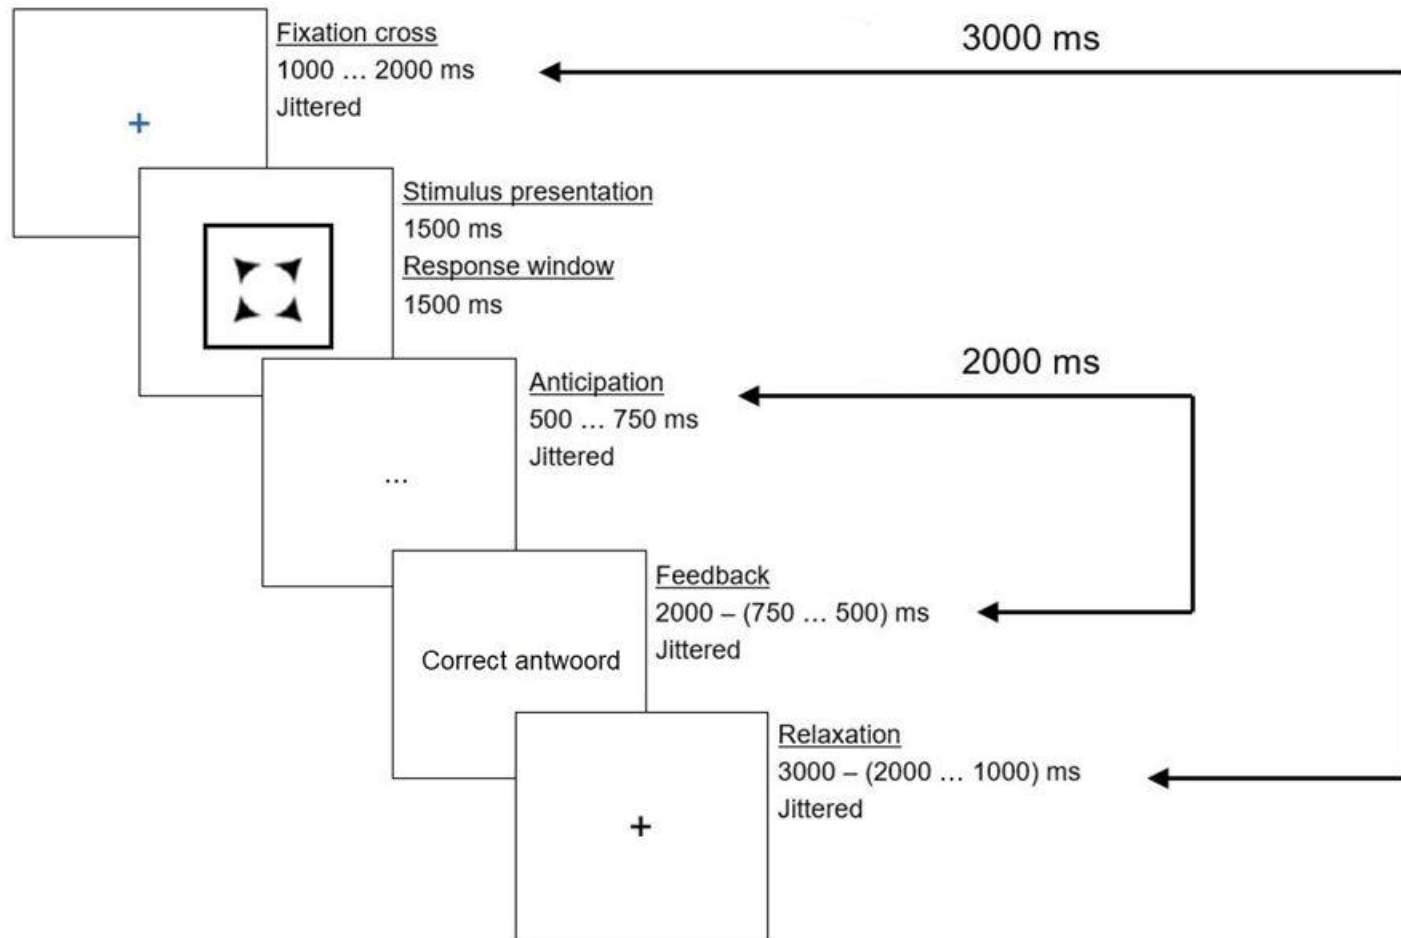 Fixation cross
1000 … 2000 ms
Jittered
3000 ms
Stimulus presentation
1500 ms
Response window
1500 ms
Anticipation
500 … 750 ms
Jittered
2000 ms
...
Feedback
2000 – (750 … 500) ms
Jittered
Correct antwoord
Relaxation
3000 – (2000 … 1000) ms
Jittered